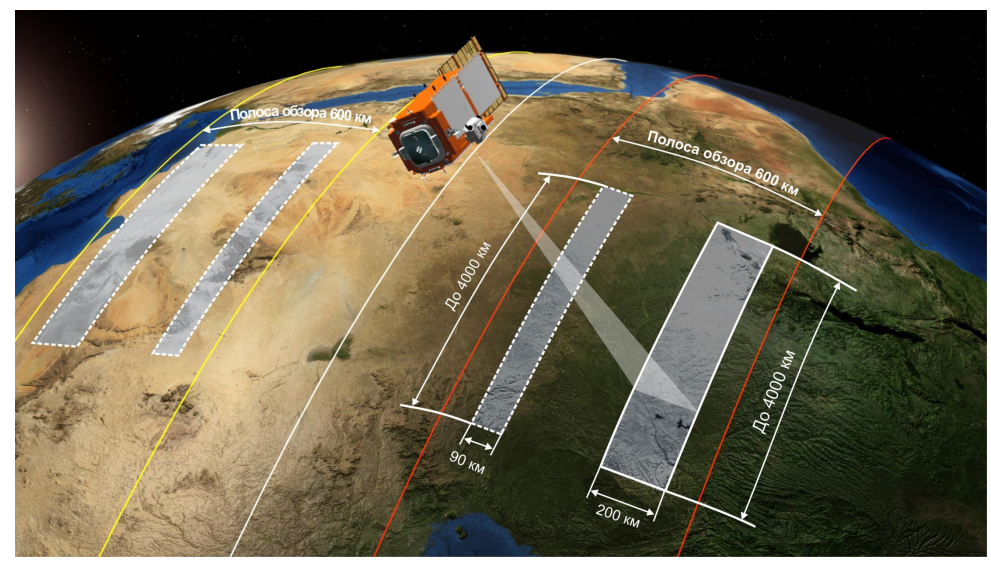 Полоса обзора 600 км
Полоса обзора 600 км
До 4000 км
До 4000 км
90 км
200 км